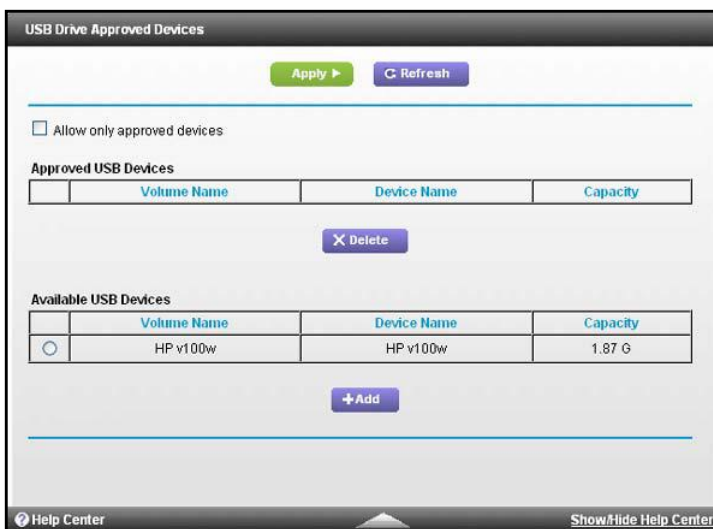 USB Drive Approved Devices
Apply Refresh
Allow only approved devices
Approved USB Devices
Volume Name Device Name Capacity
Delete
Available USB Devices
Volume Name Device Name Capacity
HP v100w HP v100w 1.87 G
+Add
Help Center Show/Hide Help Center